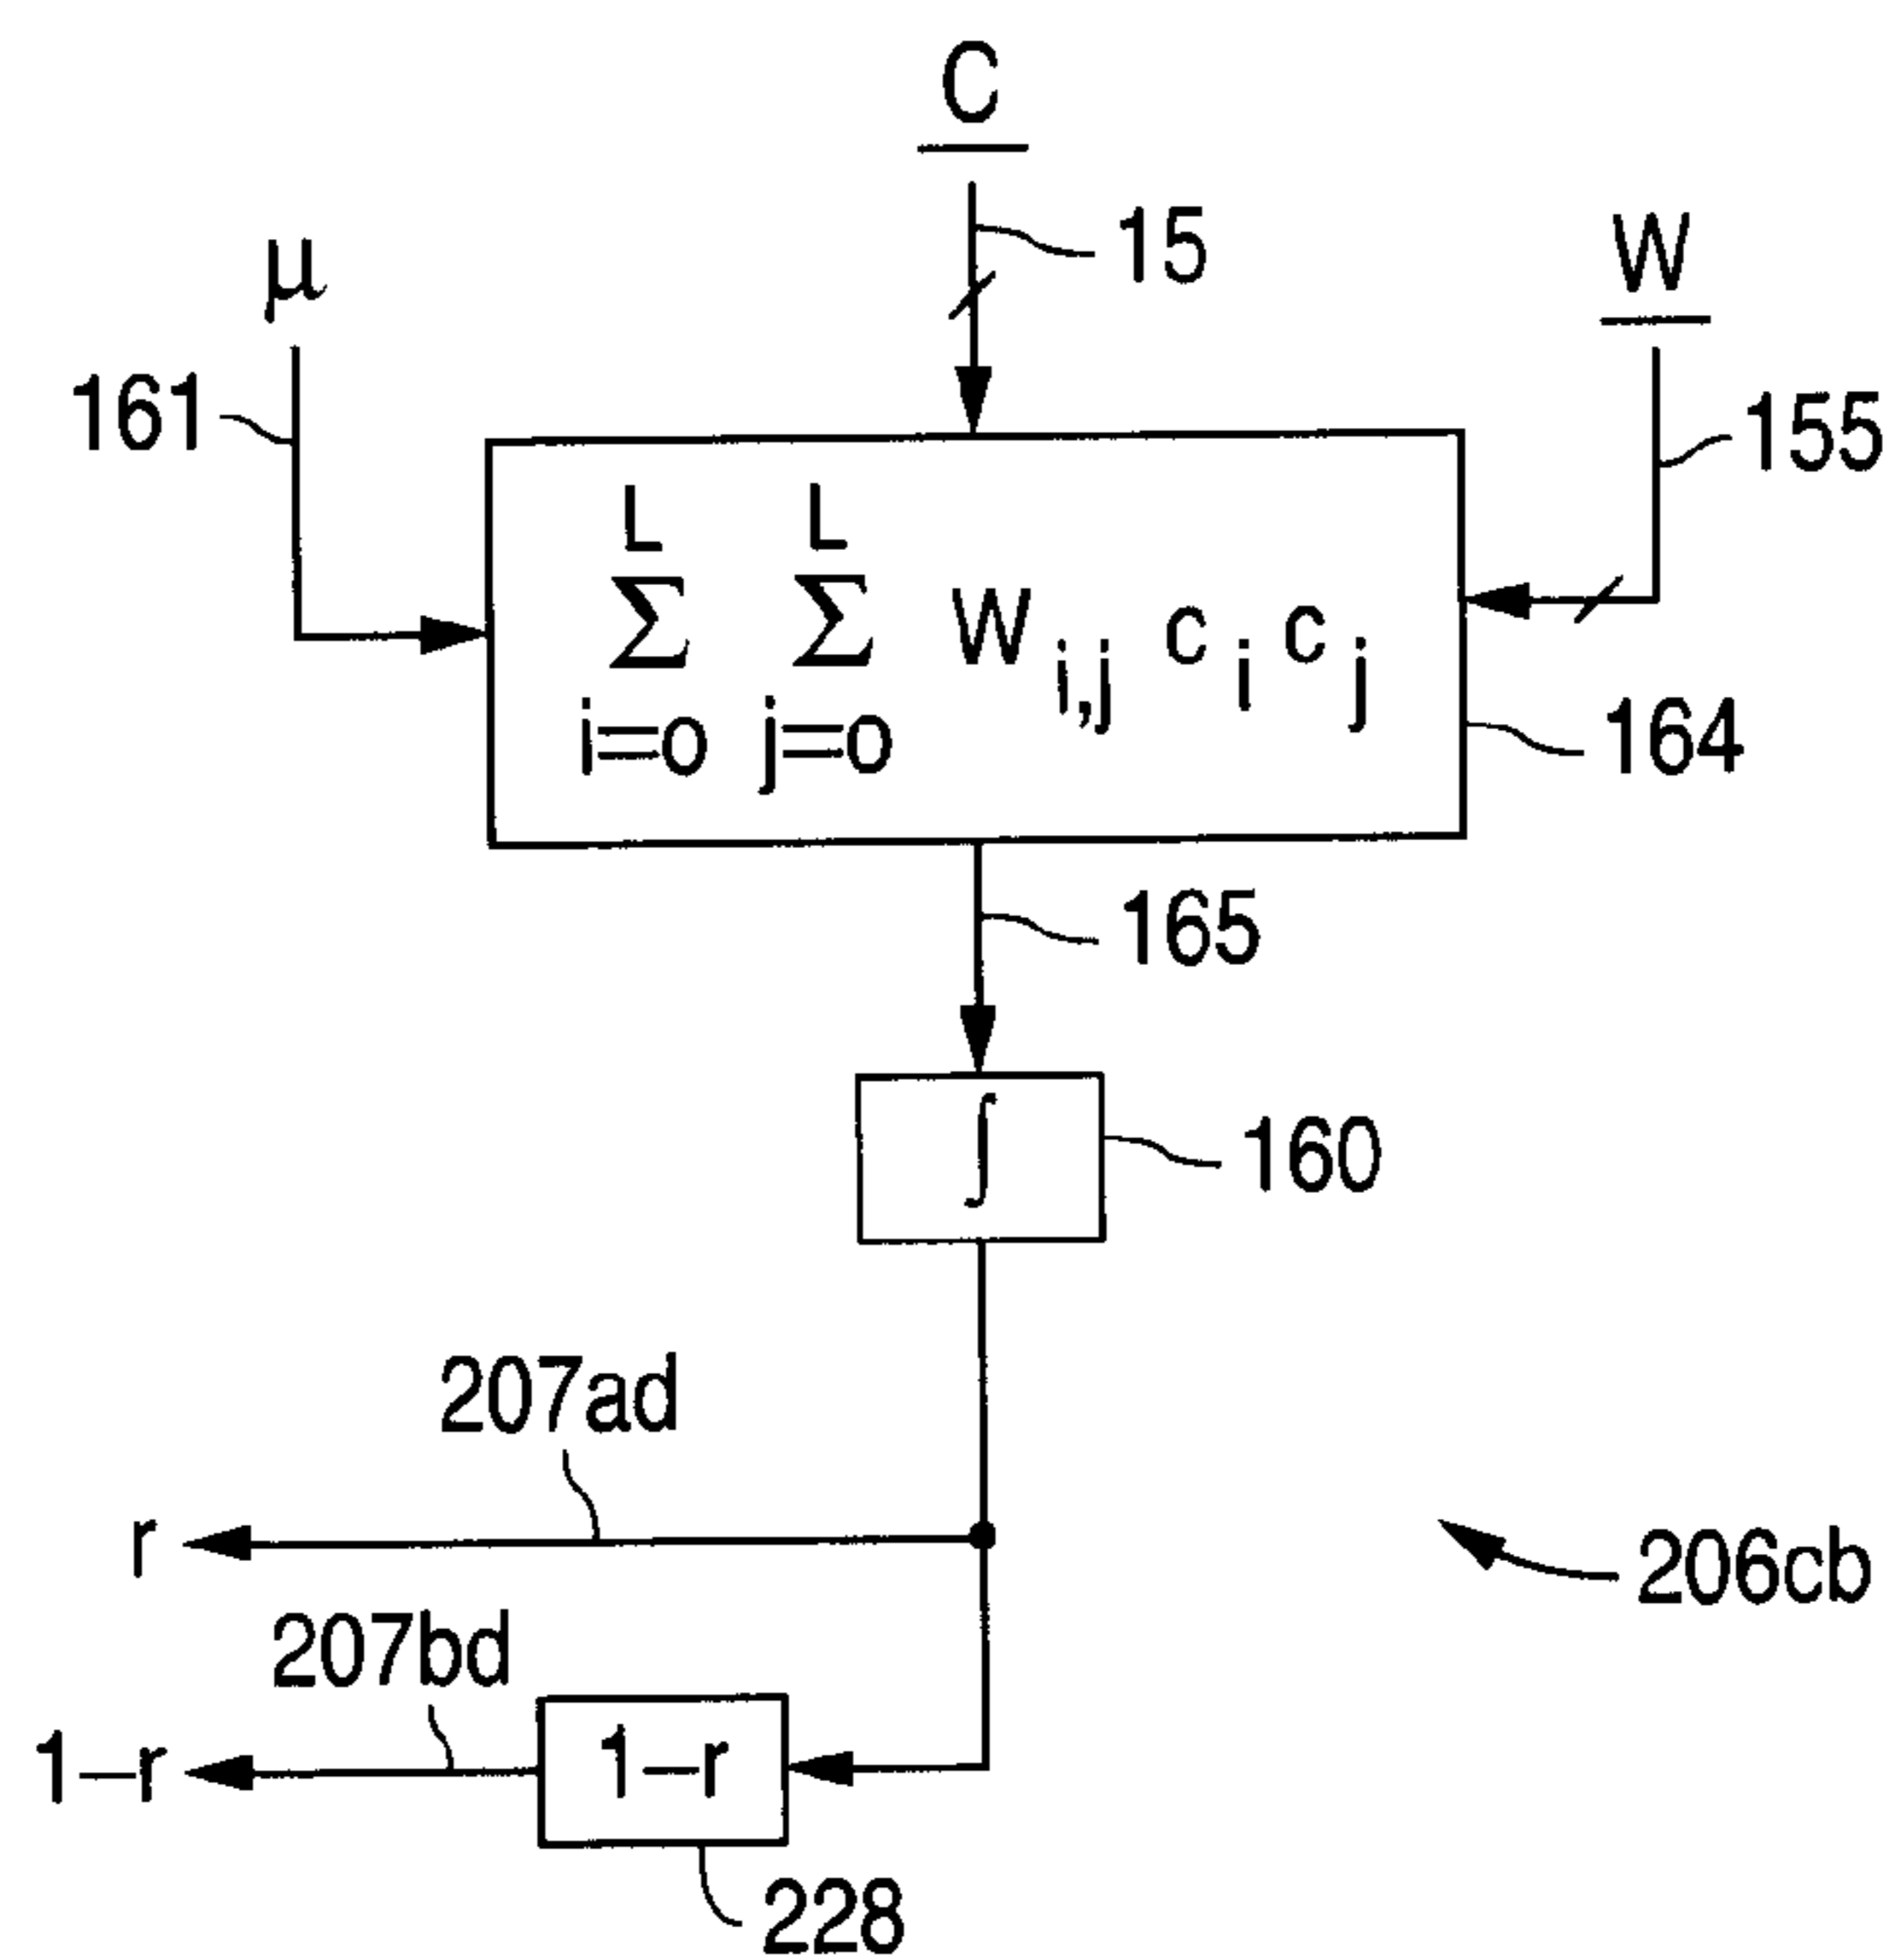 C
15
µ
W
161
155
L L
Σ Σ W i,j c i c j
i=o j=o
164
165
∫
160
207ad
r
206cb
207bd
1–r
1–r
228